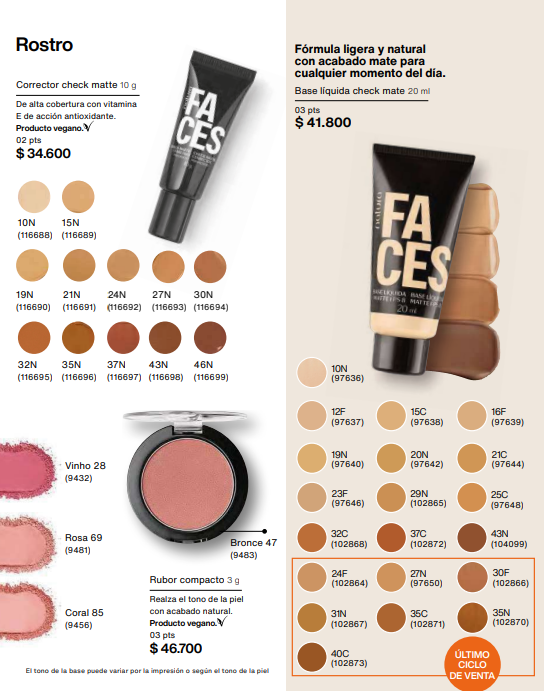 Rostro
Corrector check matte 10 g
De alta cobertura con vitamina
E de acción antioxidante.
Producto vegano.
02 pts
$ 34.600
natura
FA
CES
10N
(116688)
15N
(116689)
19N
(116690)
21N
(116691)
24N
(116692)
27N
(116693)
30N
(116694)
32N
(116695)
35N
(116696)
37N
(116697)
43N
(116698)
46N
(116699)
Vinho 28
(9432)
Rosa 69
(9481)
Coral 85
(9456)
Bronce 47
(9483)
Rubor compacto 3 g
Realza el tono de la piel
con acabado natural.
Producto vegano.
03 pts
$ 46.700
El tono de la base puede variar por la impresión o según el tono de la piel
Fórmula ligera y natural
con acabado mate para
cualquier momento del día.
Base líquida check mate 20 ml
03 pts
$ 41.800
natura
FA
CES
BASE LÍQUIDA
MATTE FPS 8
20 ml
10N
(97636)
12F
(97637)
15C
(97638)
16F
(97639)
19N
(97640)
20N
(97642)
21C
(97644)
23F
(97646)
29N
(102865)
25C
(97648)
32C
(102868)
37C
(102872)
43N
(104099)
24F
(102864)
27N
(97650)
30F
(102866)
31N
(102867)
35C
(102871)
35N
(102870)
40C
(102873)
ÚLTIMO
CICLO
DE VENTA